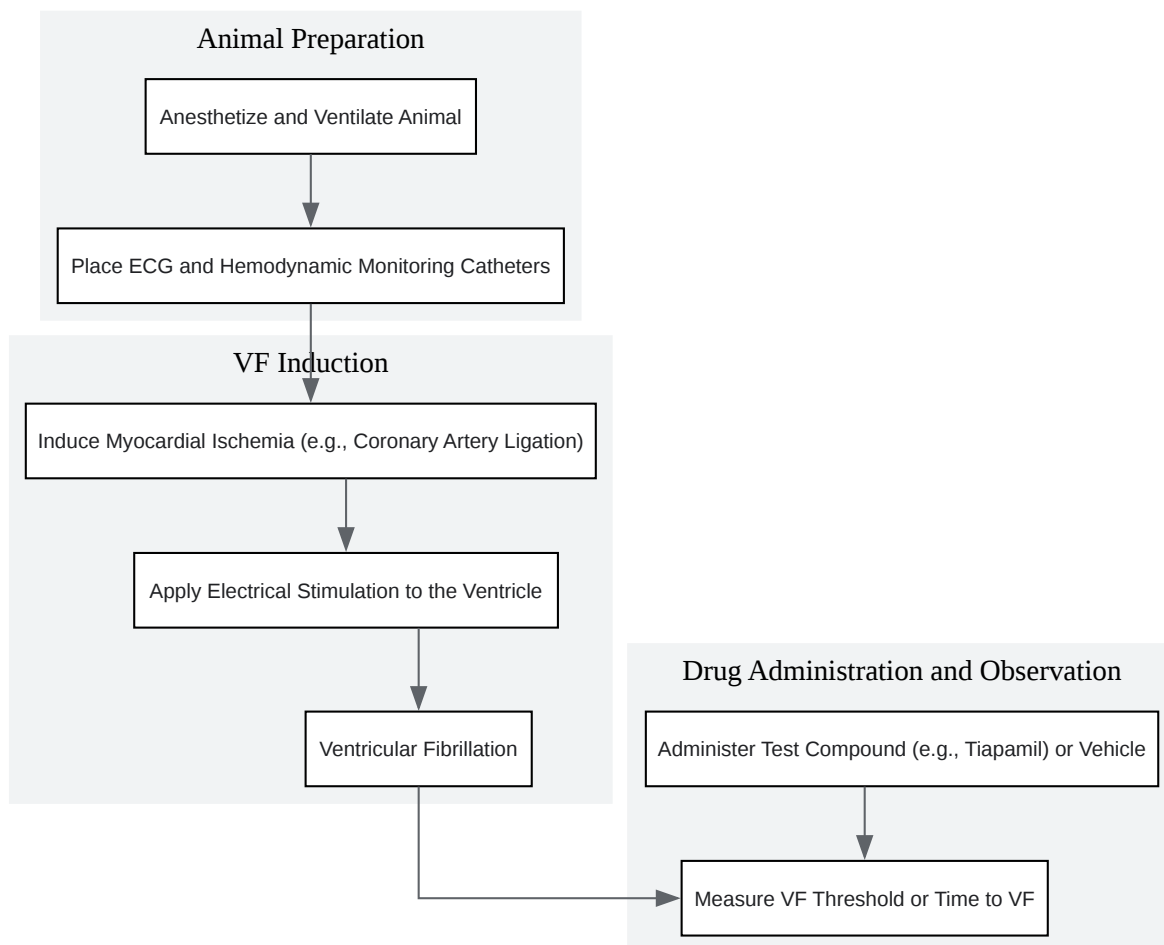 Animal Preparation
Anesthetize and Ventilate Animal
Place ECG and Hemodynamic Monitoring Catheters
VF Induction
Induce Myocardial Ischemia (e.g., Coronary Artery Ligation)
Apply Electrical Stimulation to the Ventricle
Ventricular Fibrillation
Drug Administration and Observation
Administer Test Compound (e.g., Tiapamil) or Vehicle
Measure VF Threshold or Time to VF